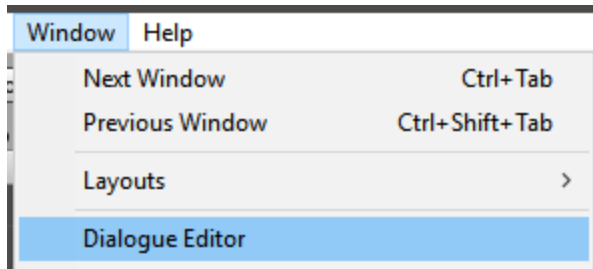 Window Help
Next Window Ctrl+Tab
Previous Window Ctrl+Shift+Tab
Layouts >
Dialogue Editor